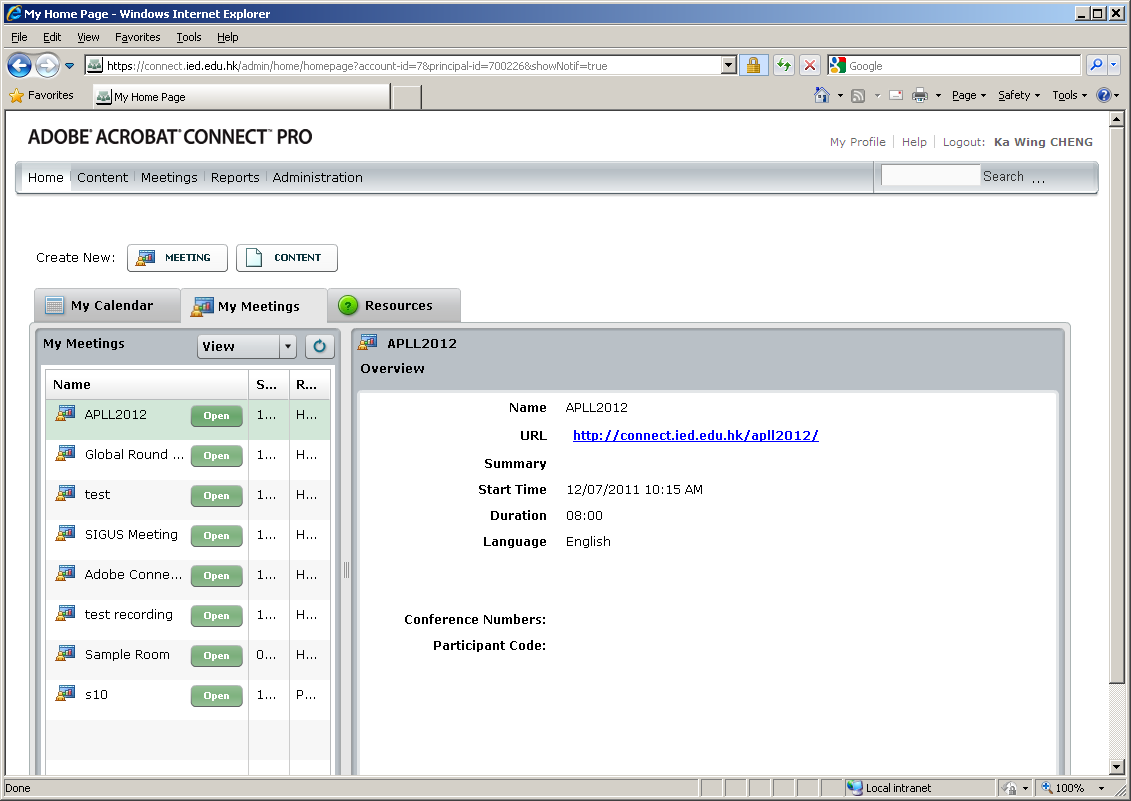 My Home Page - Windows Internet Explorer
File Edit View Favorites Tools Help
https://connect.ied.edu.hk/admin/home/homepage?account-id=7&principal-id=700226&showNotif=true
Google
Favorites
My Home Page
Page Safety Tools
ADOBE® ACROBAT® CONNECT™ PRO
My Profile Help Logout: Ka Wing CHENG
Home Content Meetings Reports Administration
Search ...
Create New: MEETING CONTENT
My Calendar My Meetings Resources
My Meetings View
Name S... R...
APLL2012 Open 1... H...
Global Round ... Open 1... H...
test Open 1... H...
SIGUS Meeting Open 1... H...
Adobe Conne... Open 1... H...
test recording Open 1... H...
Sample Room Open 0... H...
s10 Open 1... P...
APLL2012
Overview
Name APLL2012
URL http://connect.ied.edu.hk/apll2012/
Summary
Start Time 12/07/2011 10:15 AM
Duration 08:00
Language English
Conference Numbers:
Participant Code:
Done
Local intranet
100%